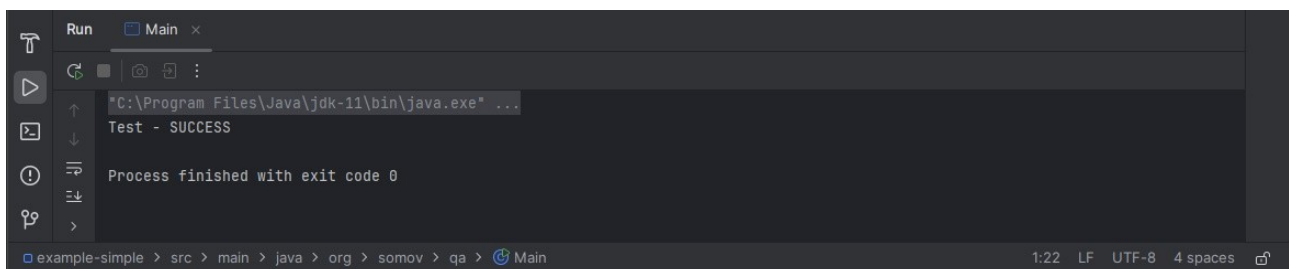 Run Main
"C:\Program Files\Java\jdk-11\bin\java.exe" ...
Test - SUCCESS
Process finished with exit code 0
example-simple > src > main > java > org > somov > qa > Main 1:22 LF UTF-8 4 spaces